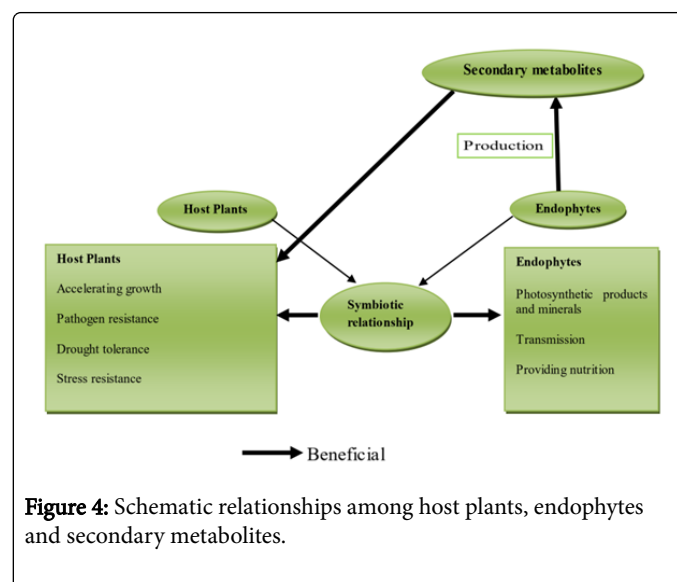 Secondary metabolites
Production
Host Plants
Endophytes
Host Plants
Accelerating growth
Pathogen resistance
Drought tolerance
Stress resistance
Symbiotic
relationship
Endophytes
Photosynthetic products
and minerals
Transmission
Providing nutrition
Beneficial
Figure 4: Schematic relationships among host plants, endophytes
and secondary metabolites.